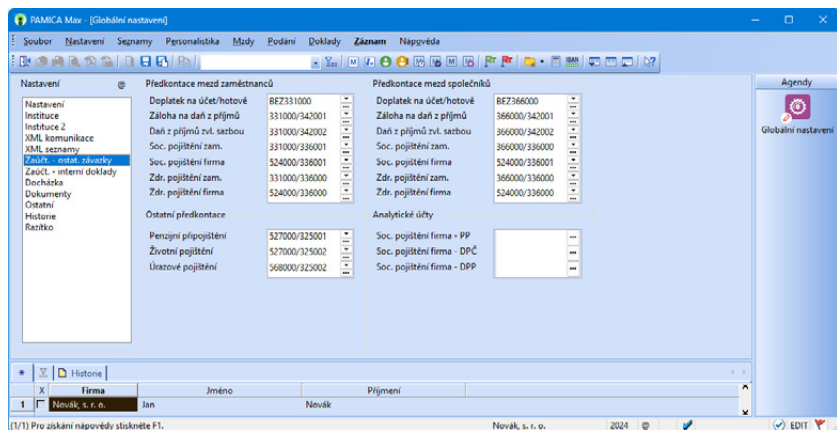 PAMICA Max - [Globální nastavení]
Soubor Nastavení Seznamy Personalistika Mzdy Podání Doklady Záznam Nápověda
Nastavení @
Nastavení
Instituce
Instituce 2
XML komunikace
XML seznamy
Zaúčt. - ostat. závazky
Zaúčt. - interní doklady
Docházka
Dokumenty
Ostatní
Historie
Razítko
Předkontace mezd zaměstnanců
Doplatek na účet/hotově BEZ331000
Záloha na daň z příjmů 331000/342001
Daň z příjmů zvl. sazbou 331000/342002
Soc. pojištění zam. 331000/336001
Soc. pojištění firma 524000/336001
Zdr. pojištění zam. 331000/336000
Zdr. pojištění firma 524000/336000
Předkontace mezd společníků
Doplatek na účet/hotově BEZ366000
Záloha na daň z příjmů 366000/342001
Daň z příjmů zvl. sazbou 366000/342002
Soc. pojištění zam. 366000/336000
Soc. pojištění firma 524000/336001
Zdr. pojištění zam. 366000/336000
Zdr. pojištění firma 524000/336000
Ostatní předkontace
Penzijní připojištění 527000/325001
Životní pojištění 527000/325002
Úrazové pojištění 568000/325002
Analytické účty
Soc. pojištění firma - PP
Soc. pojištění firma - DPČ
Soc. pojištění firma - DPP
Agendy
Globální nastavení
Historie
X Firma Jméno Příjmení
1 Novák, s. r. o. Jan Novák
(1/1) Pro získání nápovědy stiskněte F1. Novák, s. r. o. 2024 @ EDIT